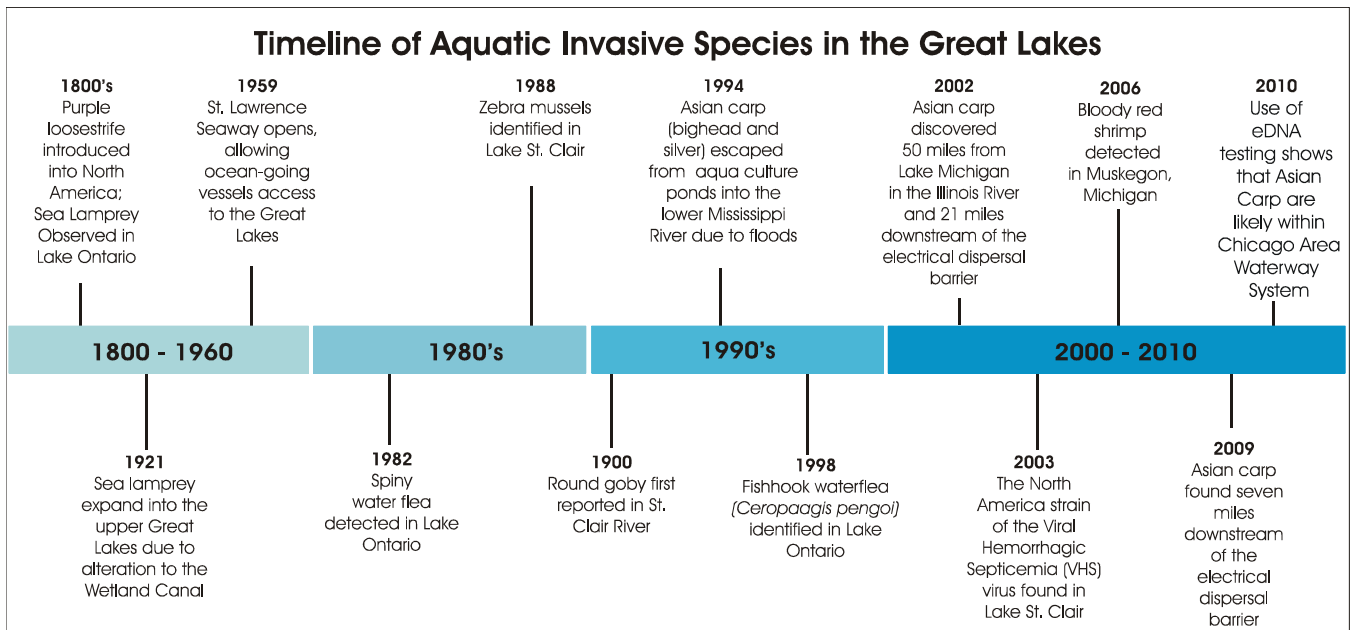 Timeline of Aquatic Invasive Species in the Great Lakes
1800's
Purple
loosestrife
introduced
into North
America;
Sea Lamprey
Observed in
Lake Ontario
1959
St. Lawrence
Seaway opens,
allowing
ocean-going
vessels access
to the Great
Lakes
1988
Zebra mussels
identified in
Lake St. Clair
1994
Asian carp
(bighead and
silver) escaped
from aqua culture
ponds into the
lower Mississippi
River due to floods
2002
Asian carp
discovered
50 miles from
Lake Michigan
in the Illinois River
and 21 miles
downstream of the
electrical dispersal
barrier
2006
Bloody red
shrimp
detected
in Muskegon,
Michigan
2010
Use of
eDNA
testing shows
that Asian
Carp are
likely within
Chicago Area
Waterway
System
1800 - 1960
1980's
1990's
2000 - 2010
1921
Sea lamprey
expand into the
upper Great
Lakes due to
alteration to the
Wetland Canal
1982
Spiny
water flea
detected in Lake
Ontario
1900
Round goby first
reported in St.
Clair River
1998
Fishhook waterflea
(Ceropaagis pengoi)
identified in Lake
Ontario
2003
The North
America strain
of the Viral
Hemorrhagic
Septicemia (VHS)
virus found in
Lake St. Clair
2009
Asian carp
found seven
miles
downstream
of the
electrical
dispersal
barrier